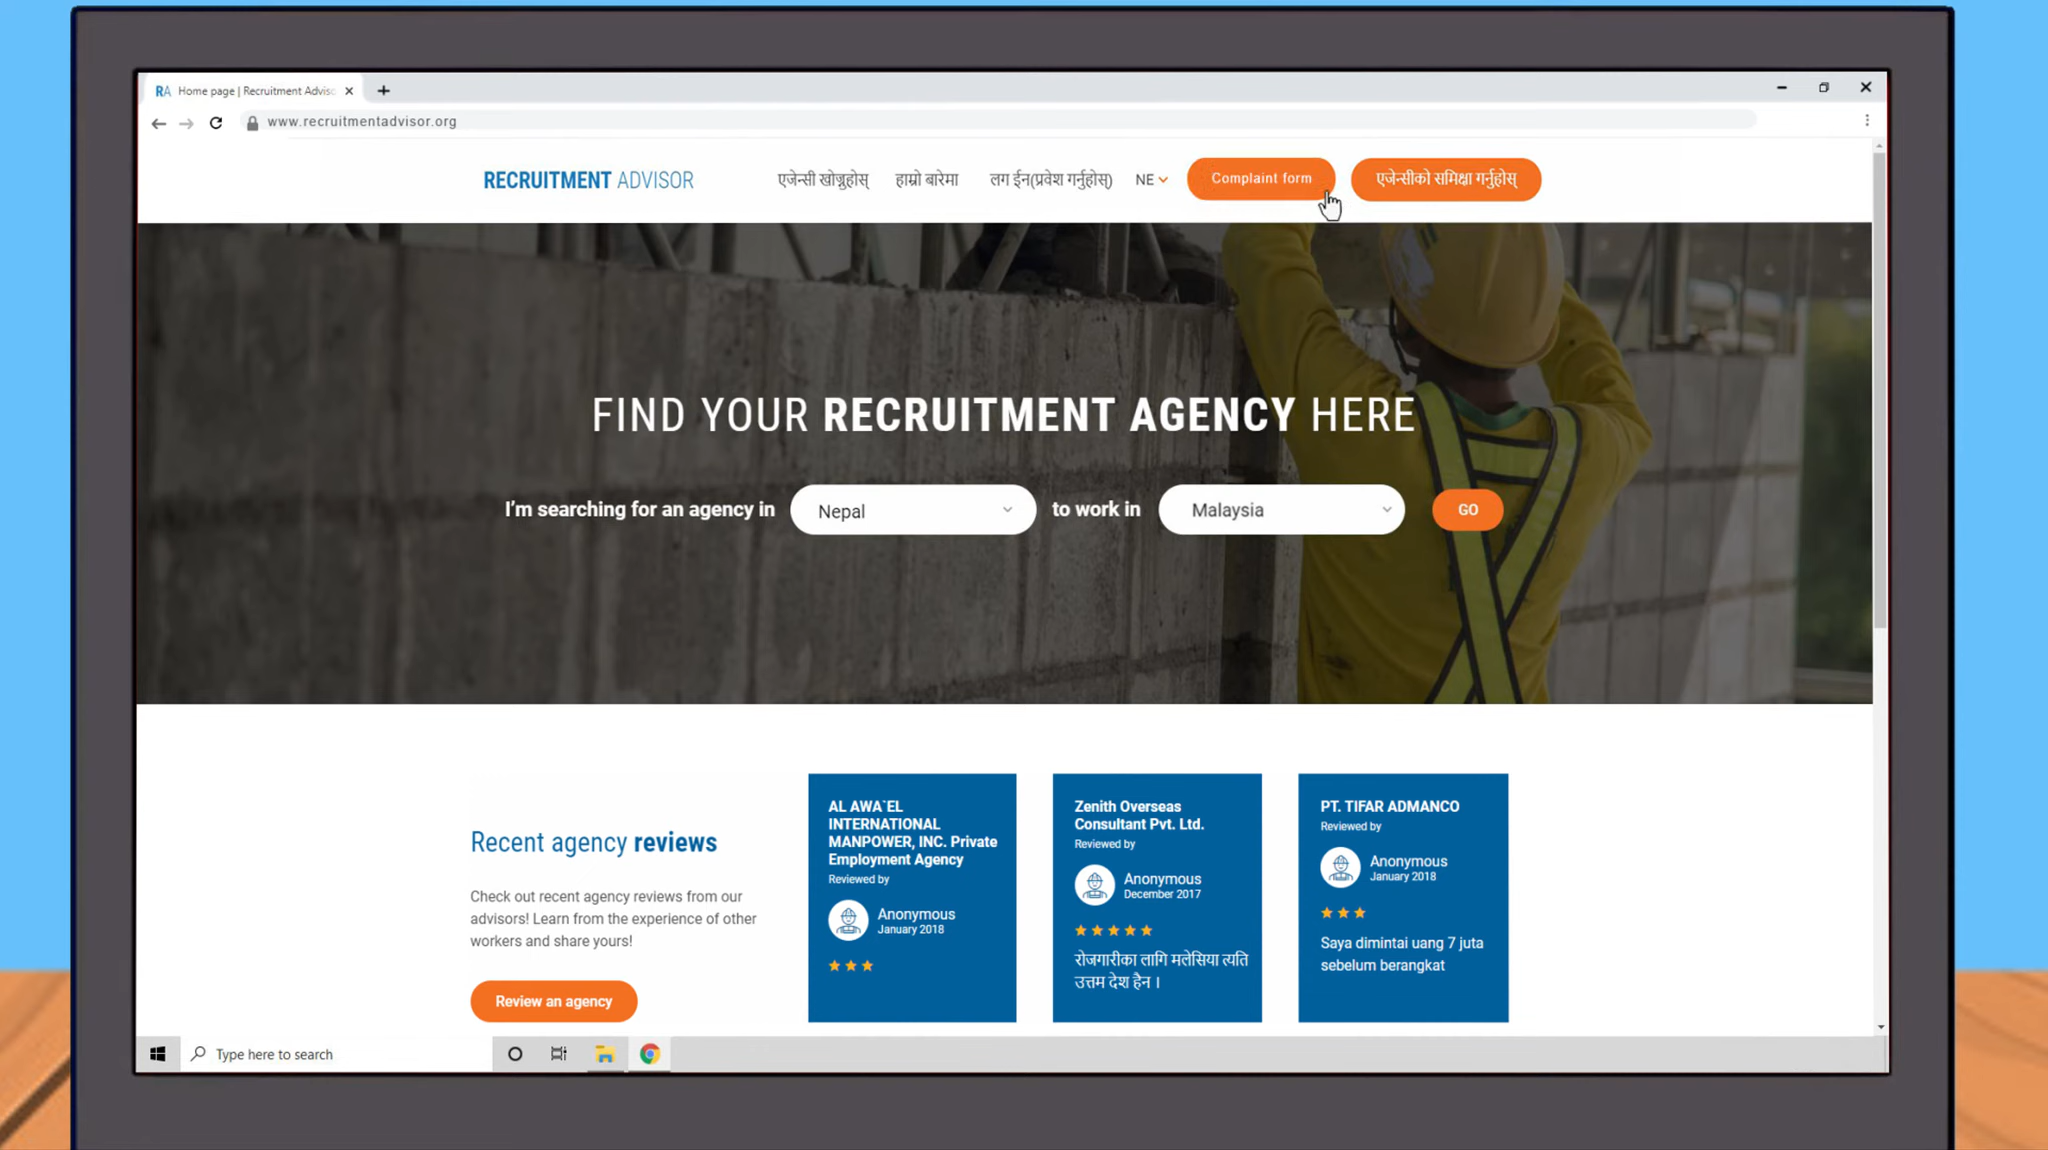 RA Home page | Recruitment Adviso
www.recruitmentadvisor.org
RECRUITMENT ADVISOR
एजेन्सी खोज्नुहोस्
हाम्रो बारेमा
लग ईन(प्रवेश गर्नुहोस्)
NE
Complaint form
एजेन्सीको समिक्षा गर्नुहोस्
FIND YOUR RECRUITMENT AGENCY HERE
I'm searching for an agency in
Nepal
to work in
Malaysia
GO
Recent agency reviews
Check out recent agency reviews from our
advisors! Learn from the experience of other
workers and share yours!
Review an agency
AL AWA`EL
INTERNATIONAL
MANPOWER, INC. Private
Employment Agency
Reviewed by
Anonymous
January 2018
Zenith Overseas
Consultant Pvt. Ltd.
Reviewed by
Anonymous
December 2017
रोजगारीका लागि मलेसिया त्यति
उत्तम देश हैन ।
PT. TIFAR ADMANCO
Reviewed by
Anonymous
January 2018
Saya dimintai uang 7 juta
sebelum berangkat
Type here to search